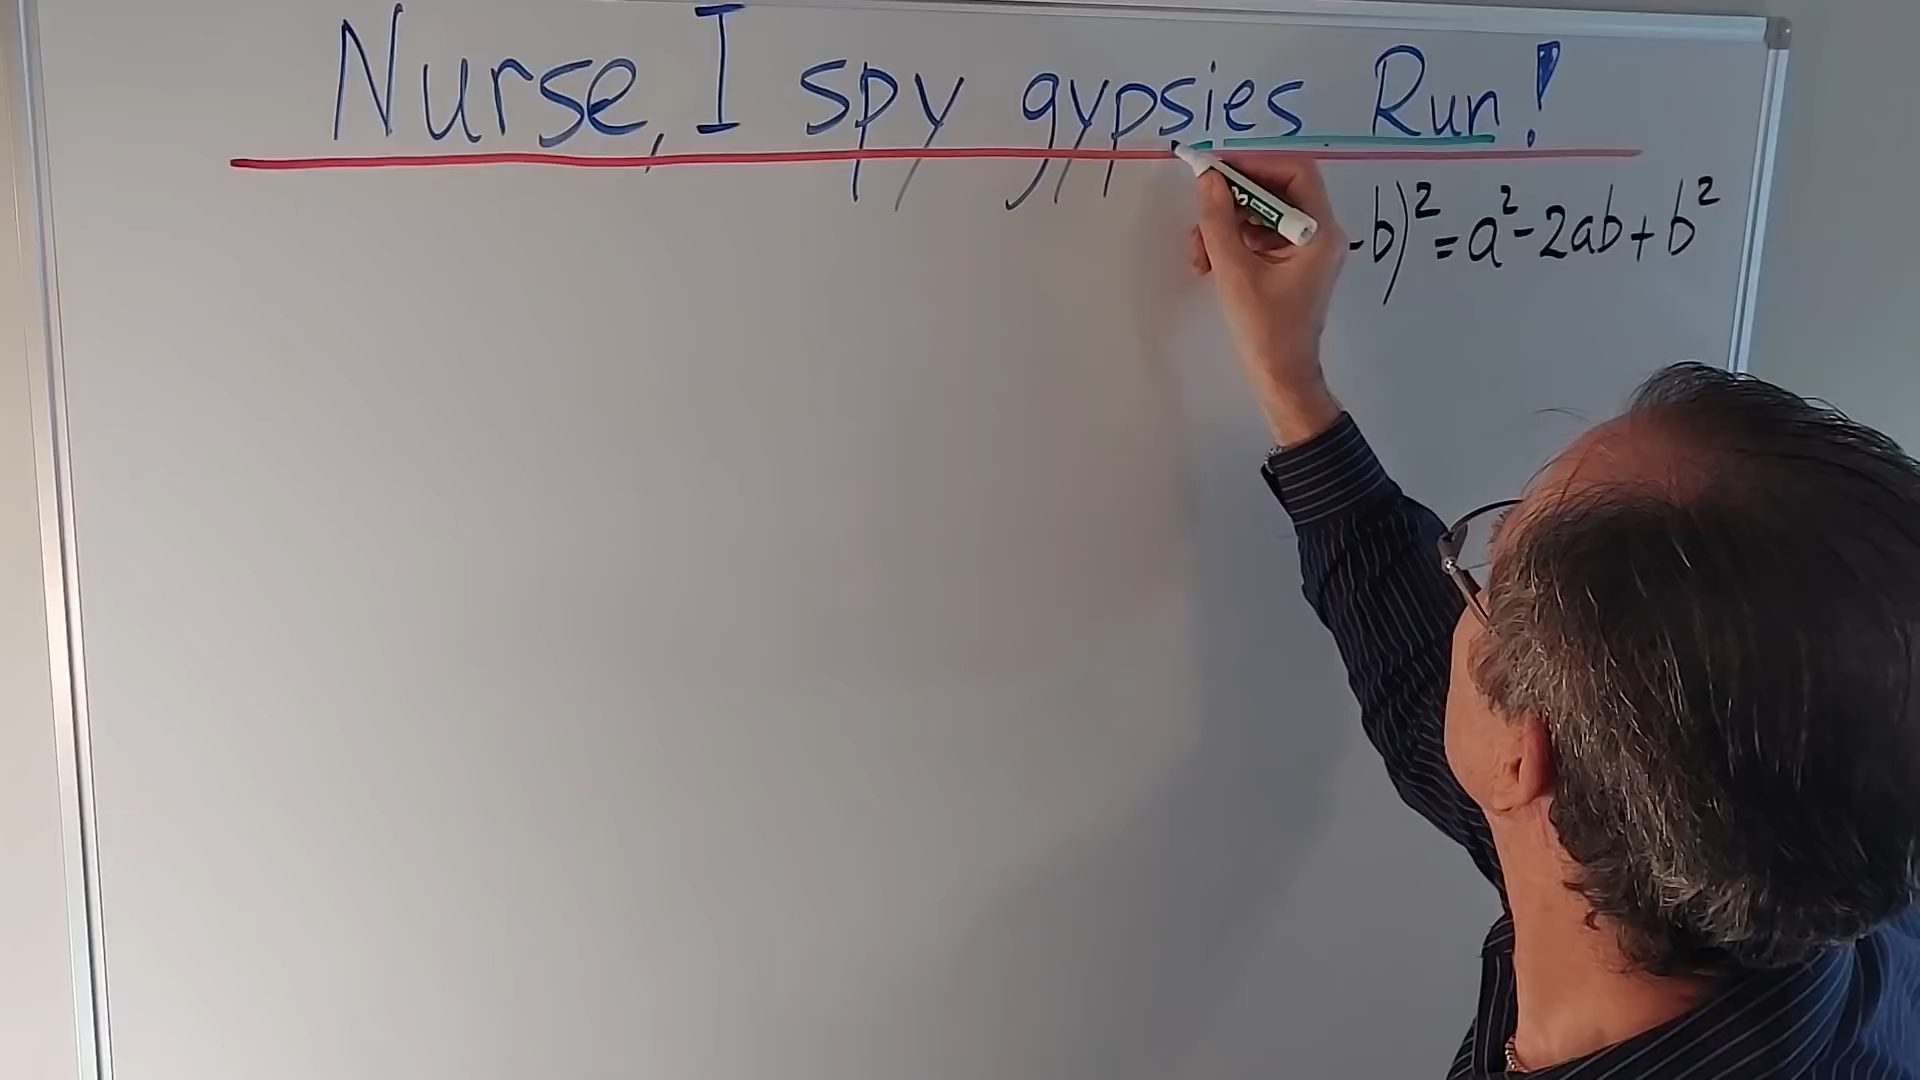 Nurse, I spy gypsies Run!
-b)²=a²-2ab+b²